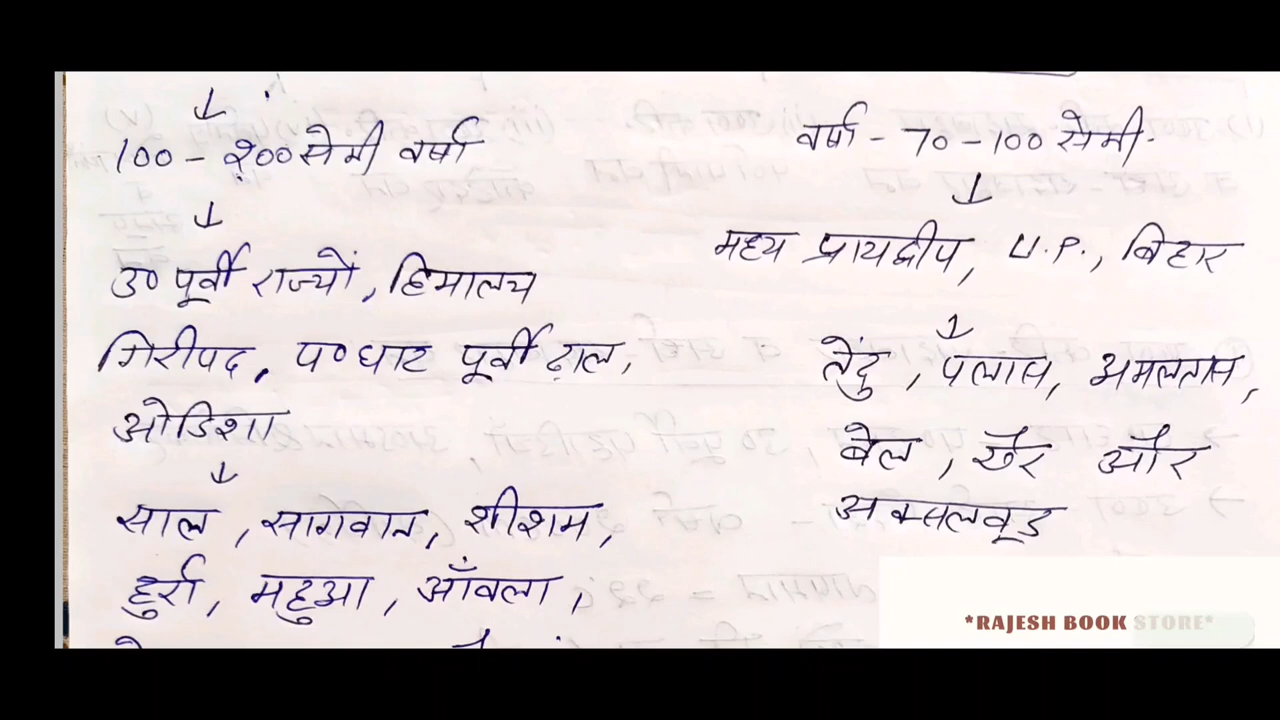 ↓
100 - २००सेमी वर्षा
↓
उ० पूर्वी राज्यों, हिमालय
गिरीपद, प० घाट पूर्वी ढ़ाल,
ओडिशा
↓
साल, सागवान, शीशम,
हुर्रा, महुआ, आँवला,
वर्षा - 70 - 100 सेमी.
↓
मध्य प्रायद्वीप, U.P., बिहार
तेंदु, पलास, अमलतास,
बेल, खैर और
अक्सलवूड
*RAJESH BOOK STORE*